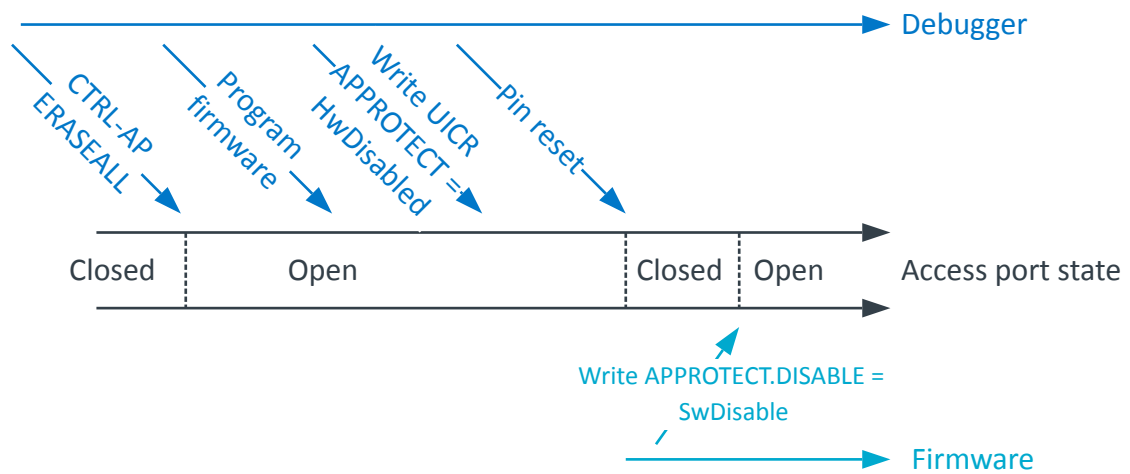 Debugger
CTRL-AP
ERASEALL
Program
firmware
Write UICR
APPROTECT =
HwDisabled
Pin reset
Closed
Open
Closed
Open
Access port state
Write APPROTECT.DISABLE =
SwDisable
Firmware